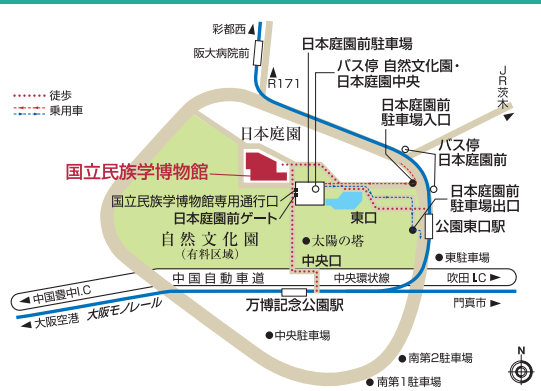 彩都西
阪大病院前
R171
日本庭園前駐車場
バス停 自然文化園・
日本庭園中央
JR茨木
徒歩
乗用車
日本庭園前
駐車場入口
日本庭園
バス停
日本庭園前
国立民族学博物館
国立民族学博物館専用通行口
日本庭園前ゲート
日本庭園前
駐車場出口
東口
公園東口駅
自然文化園
(有料区域)
太陽の塔
中央口
東駐車場
中国自動車道
中央環状線
吹田I.C
中国豊中I.C
万博記念公園駅
門真市
大阪空港
大阪モノレール
中央駐車場
南第2駐車場
南第1駐車場
N